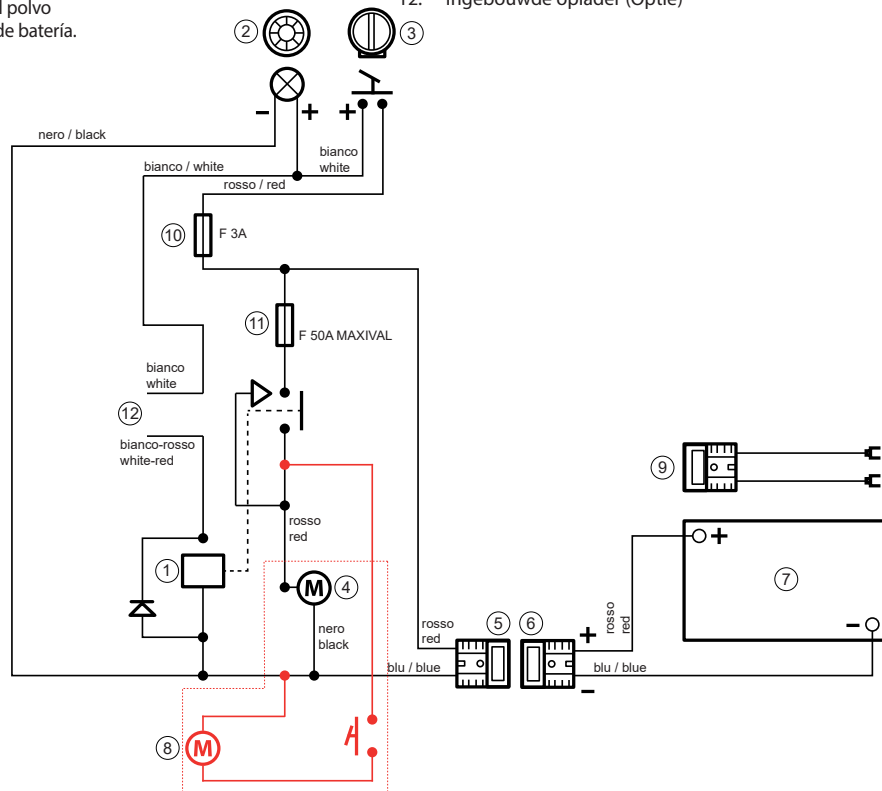 l polvo
de batería.
12. Ingebouwde oplader (Optie)
2
3
- +
+
nero / black
bianco / white
bianco
white
rosso / red
10
F 3A
11
F 50A MAXIVAL
bianco
white
12
bianco-rosso
white-red
9
rosso
red
1
M
4
+
7
-
nero
black
rosso
red
5
6
+
rosso
red
blu / blue
blu / blue
-
8
M